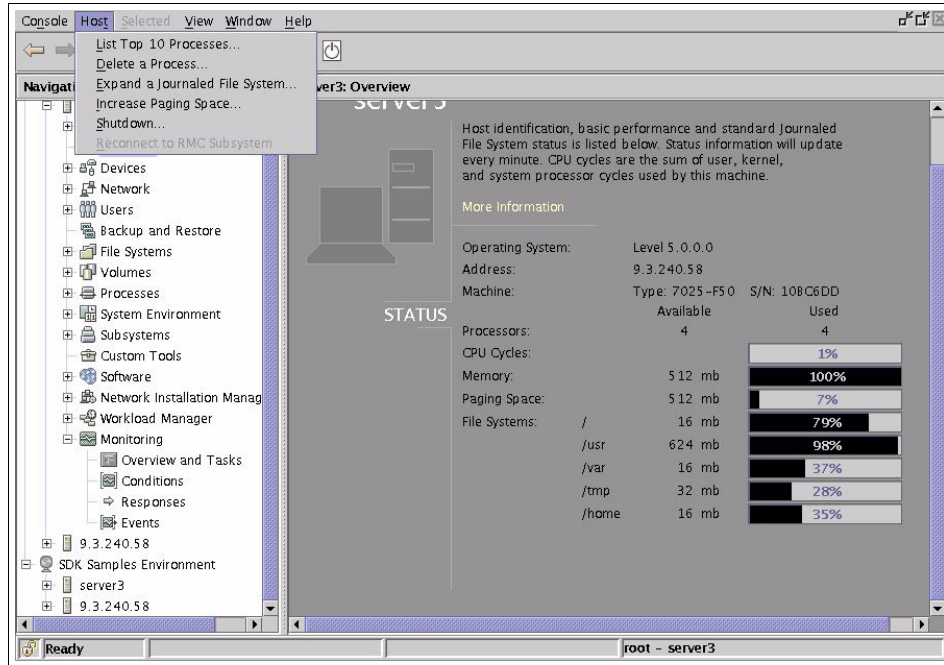 Console Host Selected View Window Help
List Top 10 Processes...
Delete a Process...
Expand a Journaled File System...
Increase Paging Space...
Shutdown...
Reconnect to RMC Subsystem
Navigati
Devices
Network
Users
Backup and Restore
File Systems
Volumes
Processes
System Environment
Subsystems
Custom Tools
Software
Network Installation Manag
Workload Manager
Monitoring
Overview and Tasks
Conditions
Responses
Events
9.3.240.58
SDK Samples Environment
server3
9.3.240.58
ver3: Overview
server3
Host identification, basic performance and standard Journaled
File System status is listed below. Status information will update
every minute. CPU cycles are the sum of user, kernel,
and system processor cycles used by this machine.
More Information
Operating System: Level 5.0.0.0
Address: 9.3.240.58
Machine: Type: 7025-F50 S/N: 10BC6DD
STATUS
Available Used
Processors: 4 4
CPU Cycles: 1%
Memory: 512 mb 100%
Paging Space: 512 mb 7%
File Systems: / 16 mb 79%
/usr 624 mb 98%
/var 16 mb 37%
/tmp 32 mb 28%
/home 16 mb 35%
Ready
root - server3